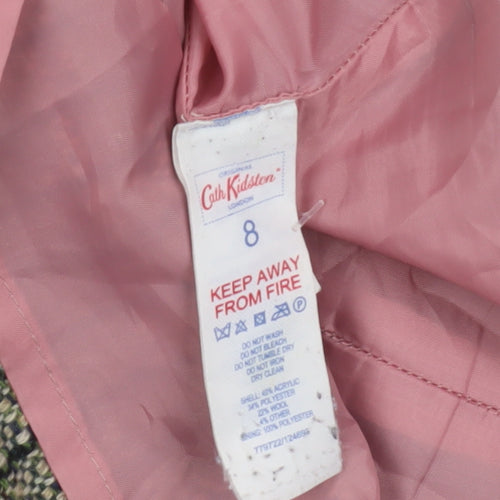 ORIGINAL
Cath Kidston
LONDON
8
KEEP AWAY
FROM FIRE
DO NOT WASH
DO NOT BLEACH
DO NOT TUMBLE DRY
DO NOT IRON
DRY CLEAN
SHELL: 40% ACRYLIC
34% POLYESTER
22% WOOL
4% OTHER
LINING: 100% POLYESTER